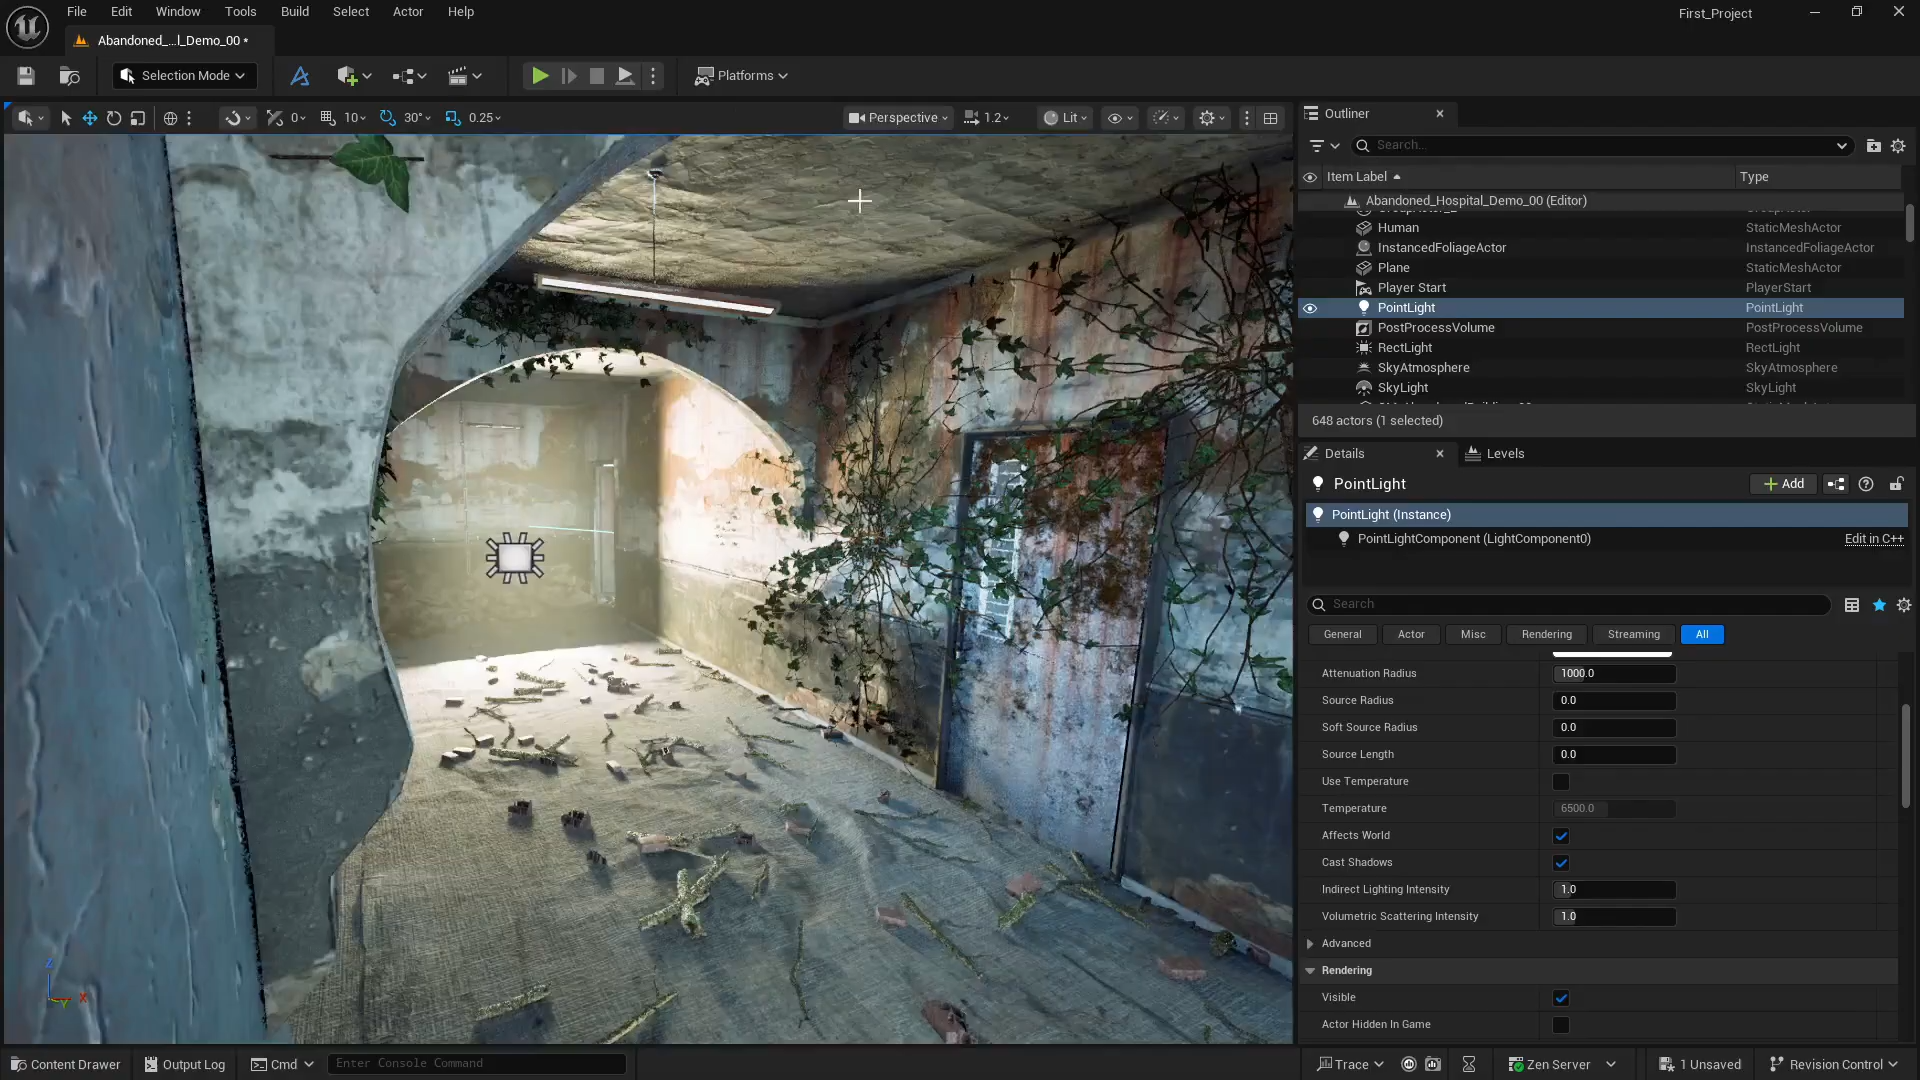 File Edit Window Tools Build Select Actor Help
First_Project
Abandoned_...l_Demo_00 •
Selection Mode
Platforms
0 10 30° 0.25
Perspective 1.2 Lit
Outliner
Search...
Item Label Type
Abandoned_Hospital_Demo_00 (Editor)
Human StaticMeshActor
InstancedFoliageActor InstancedFoliageActor
Plane StaticMeshActor
Player Start PlayerStart
PointLight PointLight
PostProcessVolume PostProcessVolume
RectLight RectLight
SkyAtmosphere SkyAtmosphere
SkyLight SkyLight
648 actors (1 selected)
Details Levels
PointLight
Add
PointLight (Instance)
PointLightComponent (LightComponent0) Edit in C++
Search
General Actor Misc Rendering Streaming All
Attenuation Radius 1000.0
Source Radius 0.0
Soft Source Radius 0.0
Source Length 0.0
Use Temperature
Temperature 6500.0
Affects World
Cast Shadows
Indirect Lighting Intensity 1.0
Volumetric Scattering Intensity 1.0
Advanced
Rendering
Visible
Actor Hidden In Game
Z
X
Y
Content Drawer Output Log Cmd Enter Console Command
Trace Zen Server 1 Unsaved Revision Control